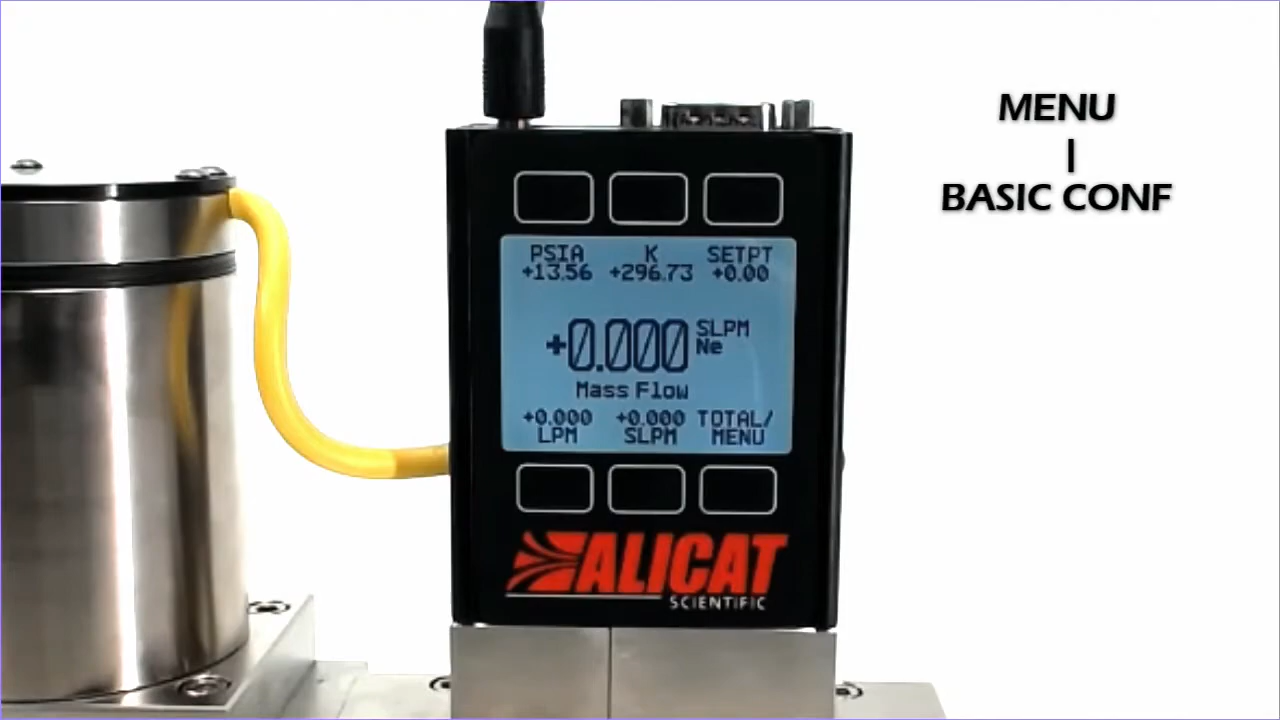 MENU
|
BASIC CONF
PSIA K SETPT
+13.56 +296.73 +0.00
+0.000 SLPM
Ne
Mass Flow
+0.000 +0.000 TOTAL/
LPM SLPM MENU
ALICAT
SCIENTIFIC